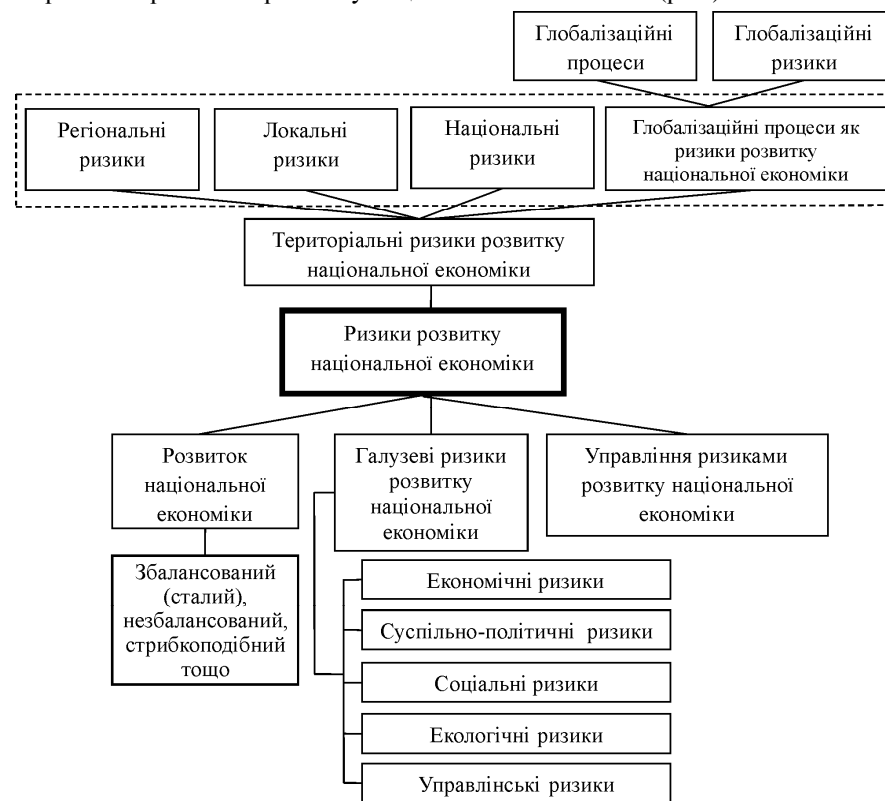 Глобалізаційні
процеси
Глобалізаційні
ризики
Регіональні
ризики
Локальні
ризики
Національні
ризики
Глобалізаційні процеси як
ризики розвитку
національної економіки
Територіальні ризики розвитку
національної економіки
Ризики розвитку
національної економіки
Розвиток
національної
економіки
Галузеві ризики
розвитку
національної
економіки
Управління ризиками
розвитку національної
економіки
Збалансований
(сталий),
незбалансований,
стрибкоподібний
тощо
Економічні ризики
Суспільно-політичні ризики
Соціальні ризики
Екологічні ризики
Управлінські ризики